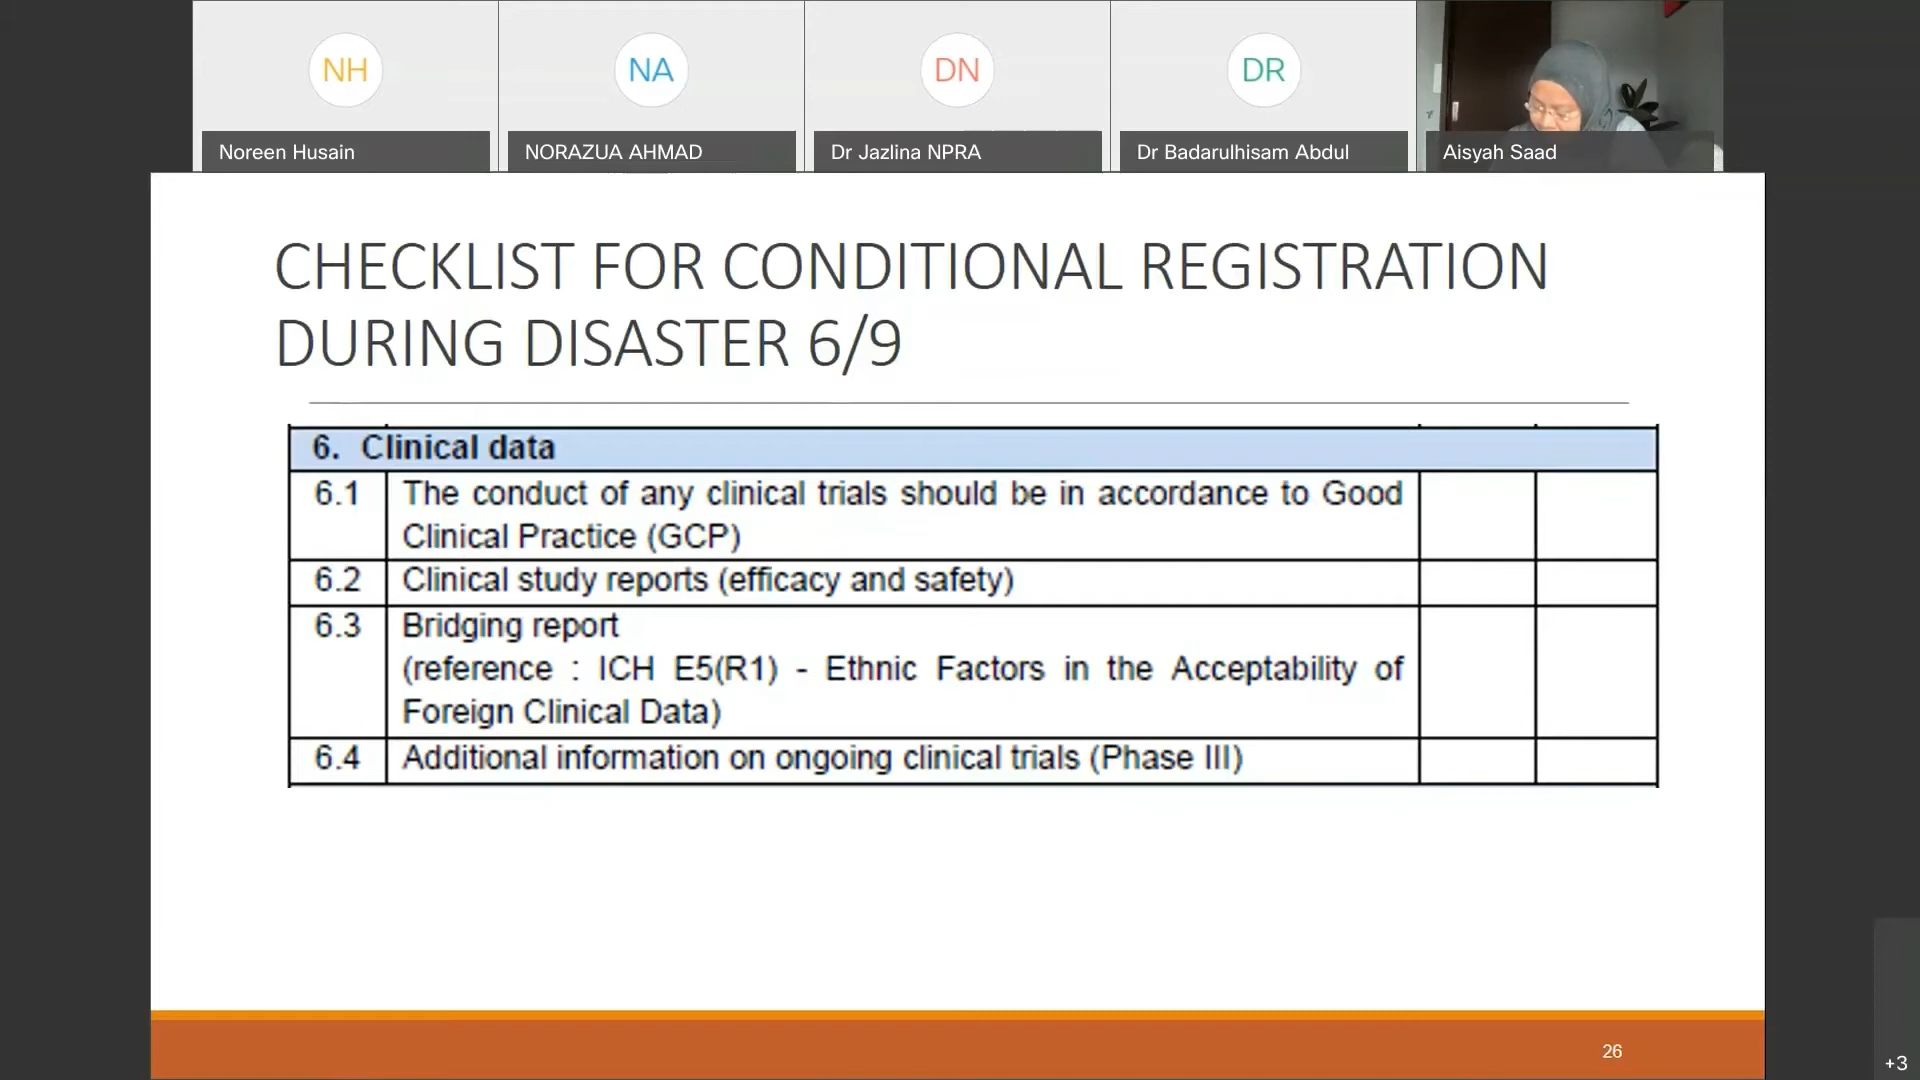 NH
NA
DN
DR
Noreen Husain
NORAZUA AHMAD
Dr Jazlina NPRA
Dr Badarulhisam Abdul
Aisyah Saad
CHECKLIST FOR CONDITIONAL REGISTRATION
DURING DISASTER 6/9
6. Clinical data
6.1 The conduct of any clinical trials should be in accordance to Good
Clinical Practice (GCP)
6.2 Clinical study reports (efficacy and safety)
6.3 Bridging report
(reference : ICH E5(R1) - Ethnic Factors in the Acceptability of
Foreign Clinical Data)
6.4 Additional information on ongoing clinical trials (Phase III)
26
+3